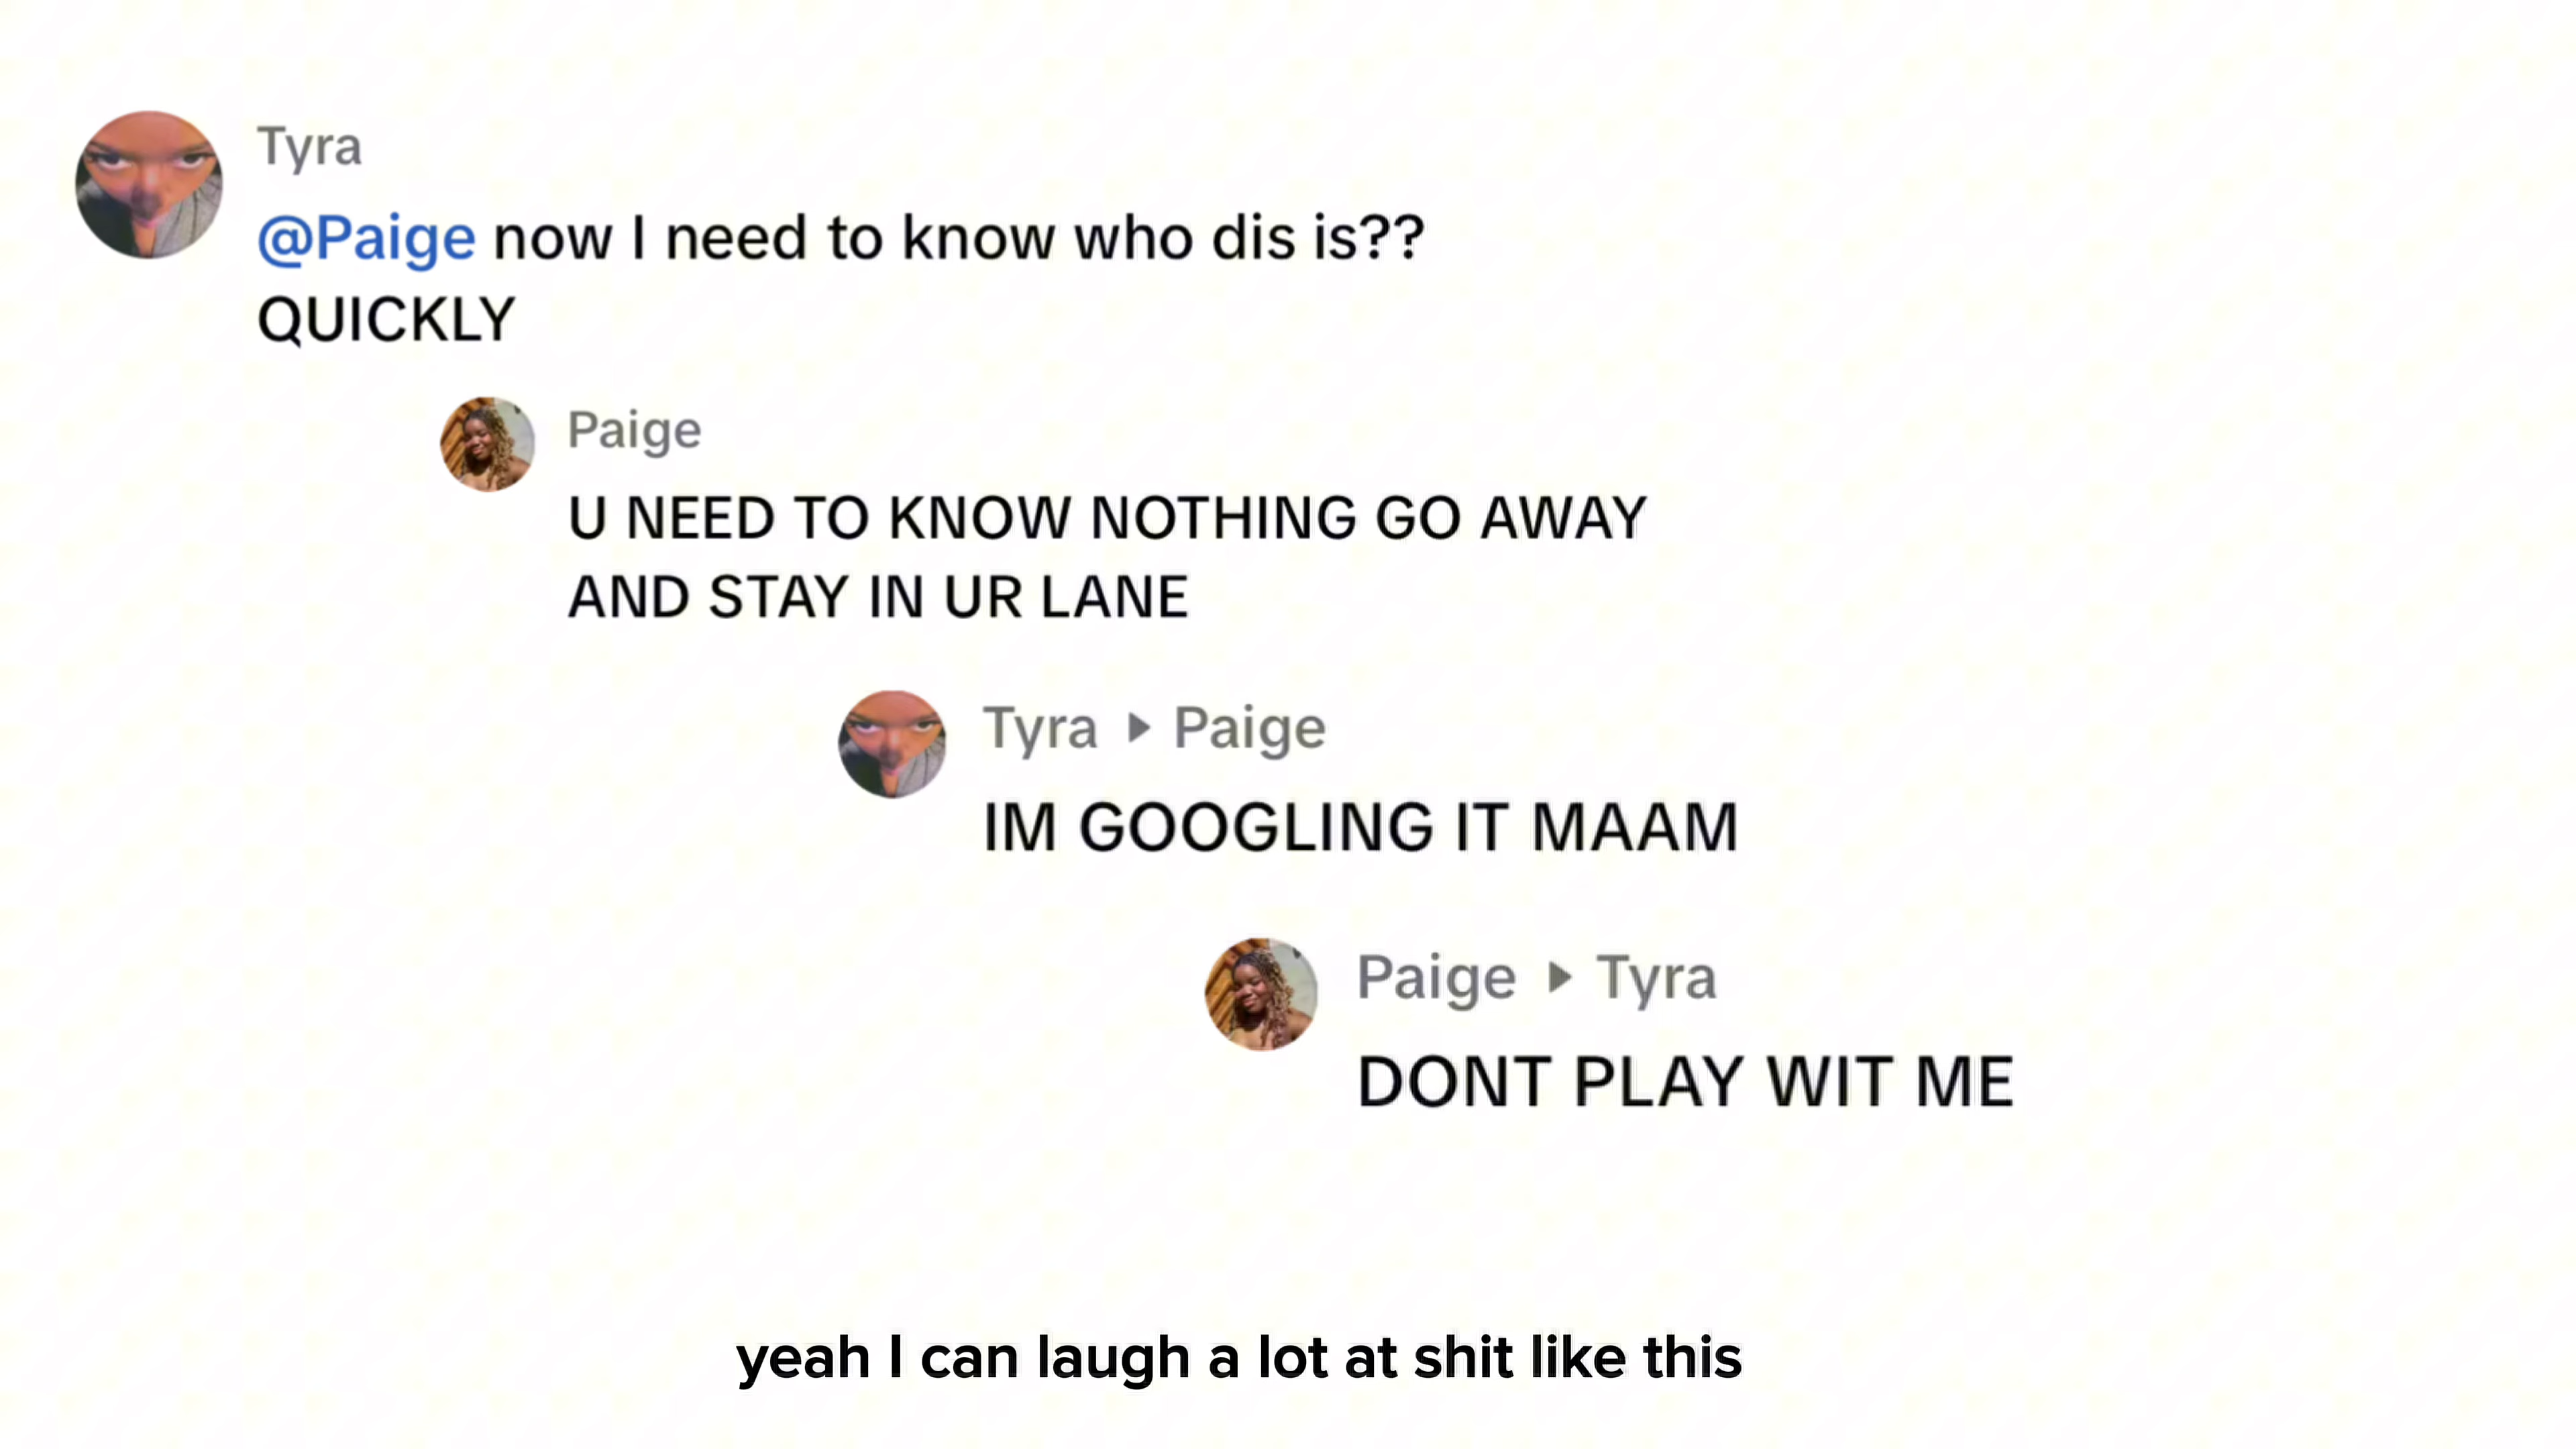 Tyra
@Paige now I need to know who dis is??
QUICKLY
Paige
U NEED TO KNOW NOTHING GO AWAY
AND STAY IN UR LANE
Tyra ▸ Paige
IM GOOGLING IT MAAM
Paige ▸ Tyra
DONT PLAY WIT ME
yeah I can laugh a lot at shit like this